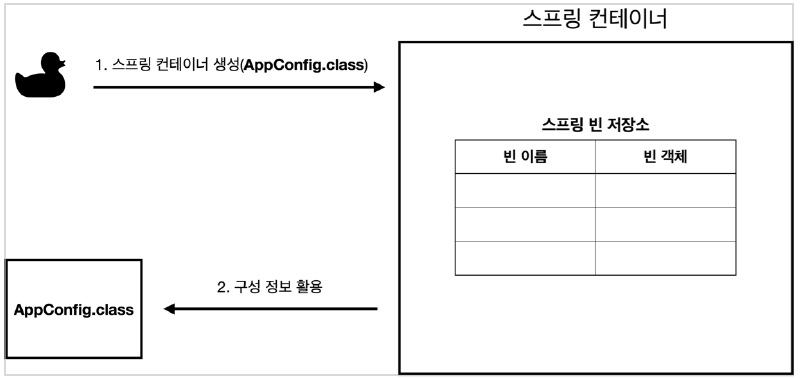 스프링 컨테이너
1. 스프링 컨테이너 생성(AppConfig.class)
스프링 빈 저장소
빈 이름
빈 객체
2. 구성 정보 활용
AppConfig.class